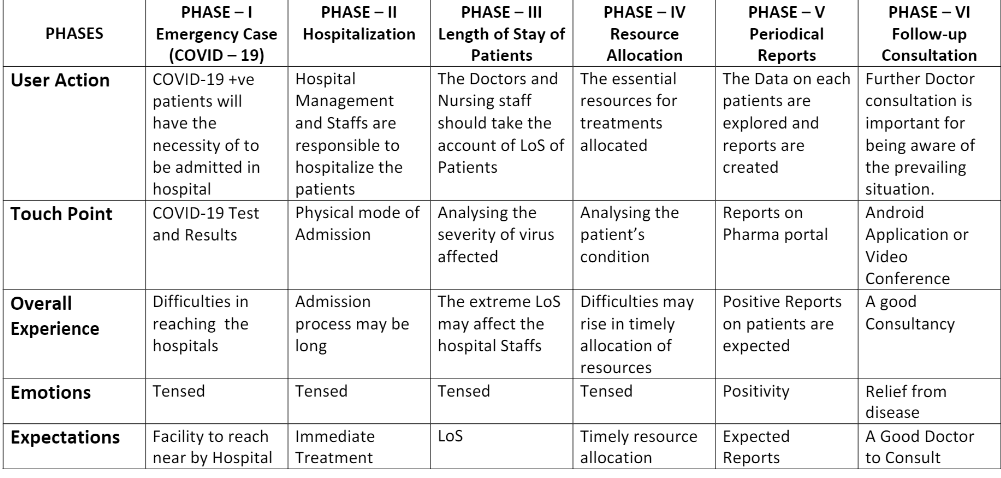 PHASES
PHASE – I
Emergency Case
(COVID – 19)
PHASE – II
Hospitalization
PHASE – III
Length of Stay of
Patients
PHASE – IV
Resource
Allocation
PHASE – V
Periodical
Reports
PHASE – VI
Follow-up
Consultation
User Action
COVID-19 +ve
patients will
have the
necessity of to
be admitted in
hospital
Hospital
Management
and Staffs are
responsible to
hospitalize the
patients
The Doctors and
Nursing staff
should take the
account of LoS of
Patients
The essential
resources for
treatments
allocated
The Data on each
patients are
explored and
reports are
created
Further Doctor
consultation is
important for
being aware of
the prevailing
situation.
Touch Point
COVID-19 Test
and Results
Physical mode of
Admission
Analysing the
severity of virus
affected
Analysing the
patient’s
condition
Reports on
Pharma portal
Android
Application or
Video
Conference
Overall
Experience
Difficulties in
reaching the
hospitals
Admission
process may be
long
The extreme LoS
may affect the
hospital Staffs
Difficulties may
rise in timely
allocation of
resources
Positive Reports
on patients are
expected
A good
Consultancy
Emotions
Tensed
Tensed
Tensed
Tensed
Positivity
Relief from
disease
Expectations
Facility to reach
near by Hospital
Immediate
Treatment
LoS
Timely resource
allocation
Expected
Reports
A Good Doctor
to Consult